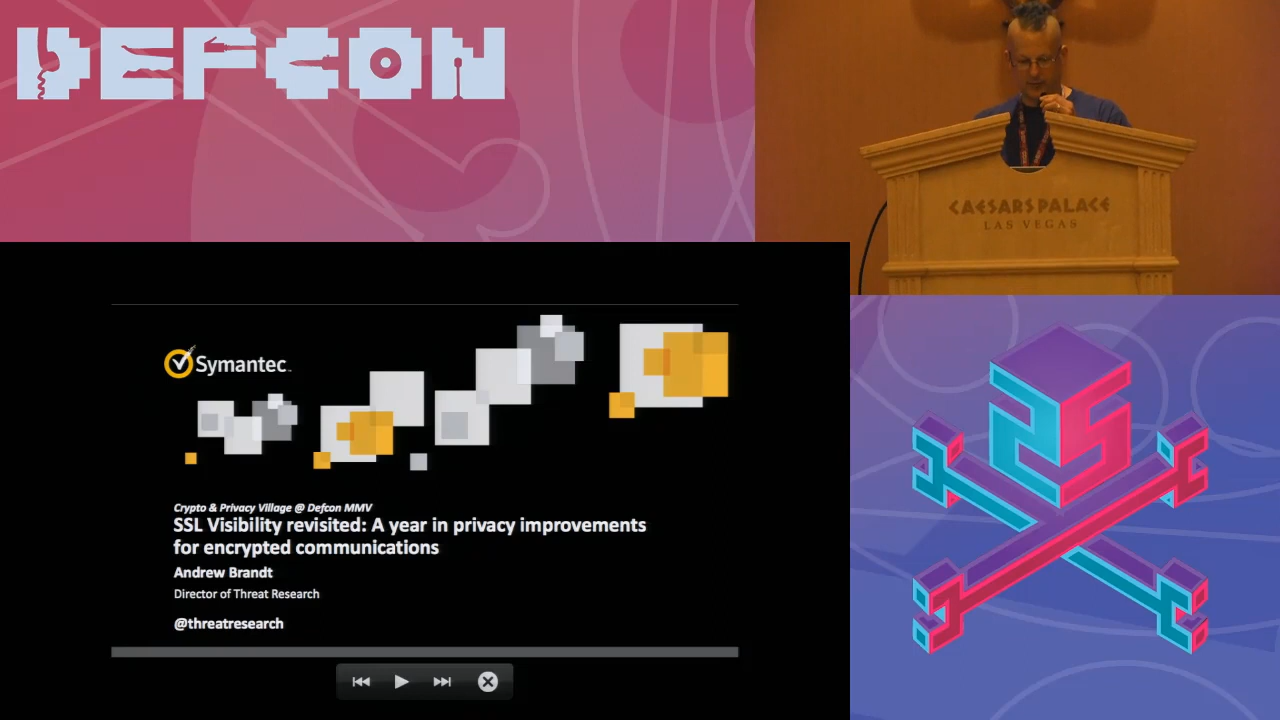 DEFCON
CAESARS PALACE
LAS VEGAS
Symantec.
Crypto & Privacy Village @ Defcon MMV
SSL Visibility revisited: A year in privacy improvements
for encrypted communications
Andrew Brandt
Director of Threat Research
@threatresearch
25